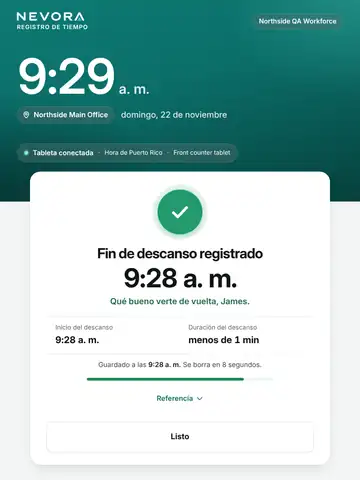 NEVORA
REGISTRO DE TIEMPO
Northside QA Workforce
9:29 a. m.
Northside Main Office
domingo, 22 de noviembre
Tableta conectada · Hora de Puerto Rico · Front counter tablet
Fin de descanso registrado
9:28 a. m.
Qué bueno verte de vuelta, James.
Inicio del descanso
9:28 a. m.
Duración del descanso
menos de 1 min
Guardado a las 9:28 a. m. Se borra en 8 segundos.
Referencia
Listo